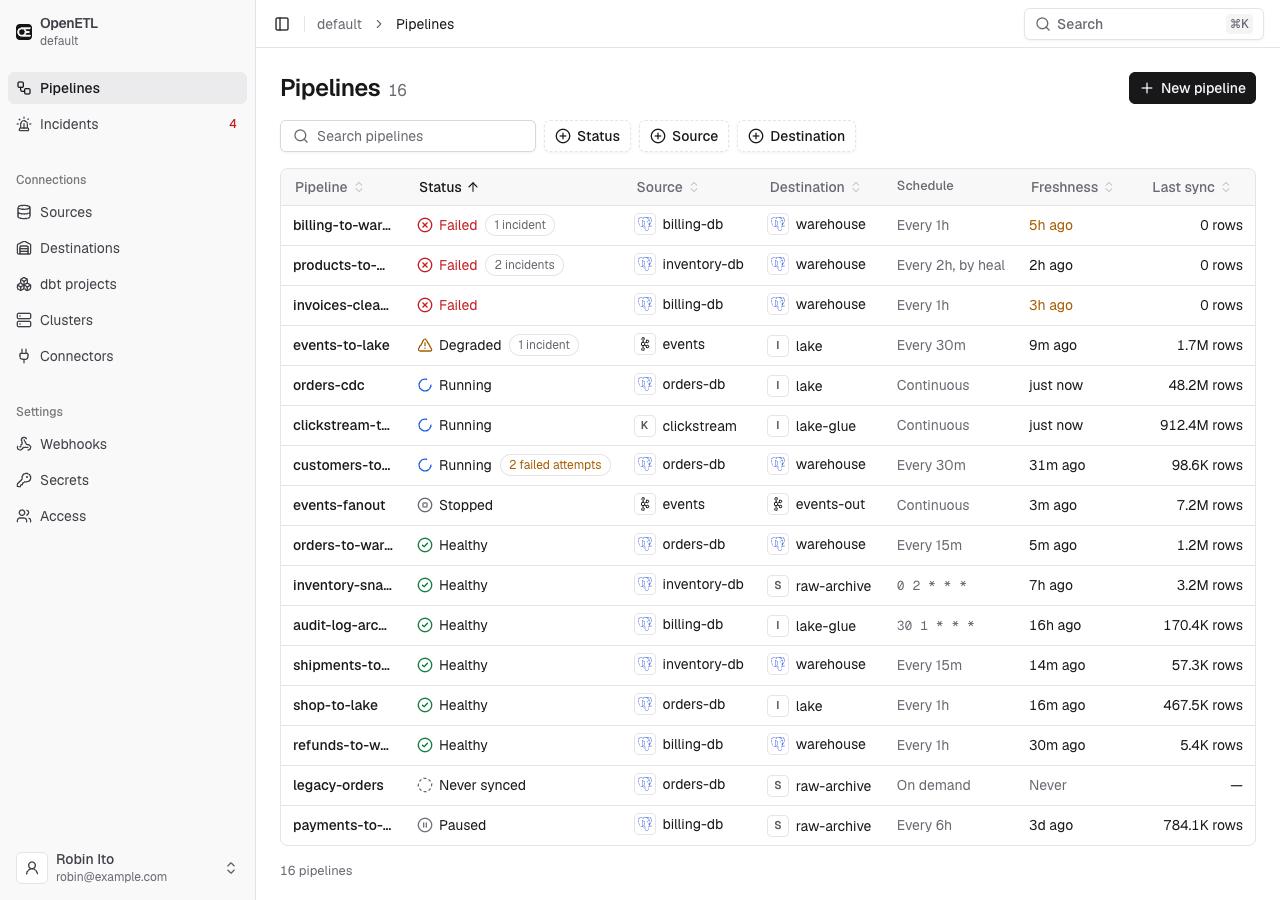 OpenETL
default
Pipelines
Incidents 4
Connections
Sources
Destinations
dbt projects
Clusters
Connectors
Settings
Webhooks
Secrets
Access
Robin Ito
robin@example.com
default > Pipelines
Search ⌘K
Pipelines 16
New pipeline
Search pipelines
Status
Source
Destination
Pipeline Status Source Destination Schedule Freshness Last sync
billing-to-war... Failed 1 incident billing-db warehouse Every 1h 5h ago 0 rows
products-to-... Failed 2 incidents inventory-db warehouse Every 2h, by heal 2h ago 0 rows
invoices-clea... Failed billing-db warehouse Every 1h 3h ago 0 rows
events-to-lake Degraded 1 incident events I lake Every 30m 9m ago 1.7M rows
orders-cdc Running orders-db I lake Continuous just now 48.2M rows
clickstream-t... Running K clickstream I lake-glue Continuous just now 912.4M rows
customers-to... Running 2 failed attempts orders-db warehouse Every 30m 31m ago 98.6K rows
events-fanout Stopped events events-out Continuous 3m ago 7.2M rows
orders-to-war... Healthy orders-db warehouse Every 15m 5m ago 1.2M rows
inventory-sna... Healthy inventory-db S raw-archive 0 2 * * * 7h ago 3.2M rows
audit-log-arc... Healthy billing-db I lake-glue 30 1 * * * 16h ago 170.4K rows
shipments-to... Healthy inventory-db warehouse Every 15m 14m ago 57.3K rows
shop-to-lake Healthy orders-db I lake Every 1h 16m ago 467.5K rows
refunds-to-w... Healthy billing-db warehouse Every 1h 30m ago 5.4K rows
legacy-orders Never synced orders-db S raw-archive On demand Never —
payments-to-... Paused billing-db S raw-archive Every 6h 3d ago 784.1K rows
16 pipelines